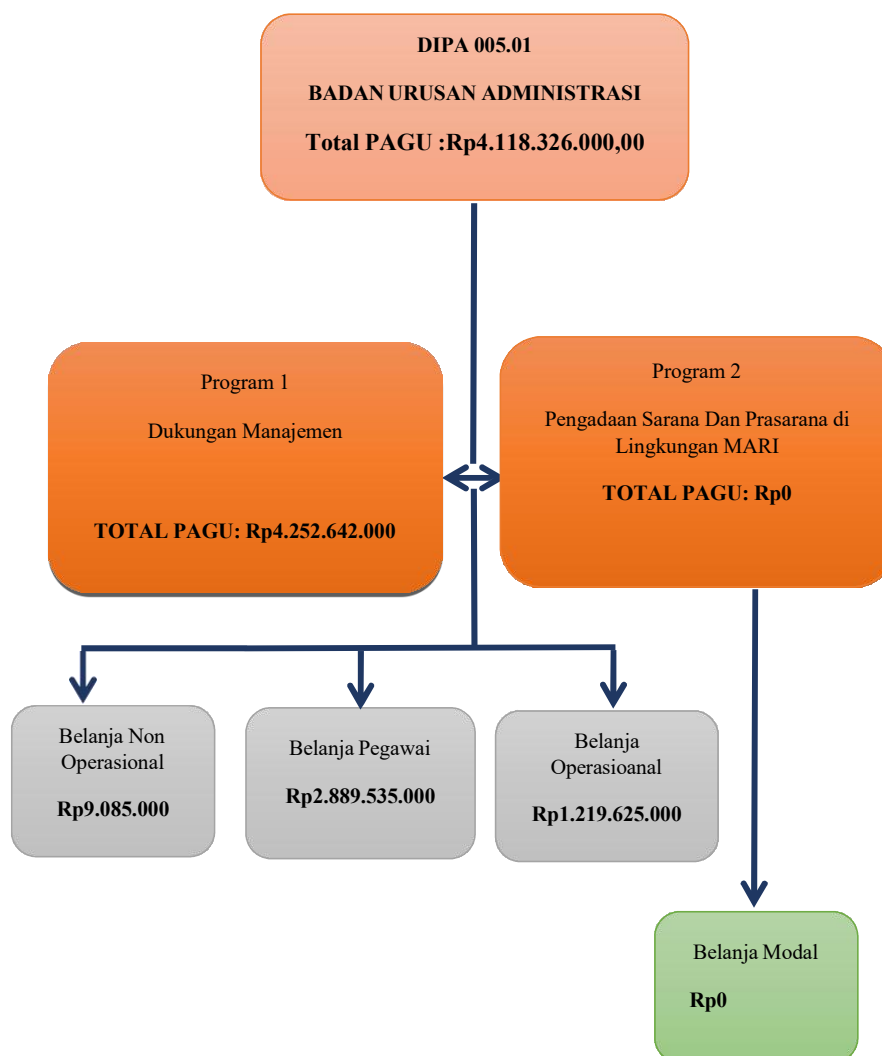 DIPA 005.01
BADAN URUSAN ADMINISTRASI
Total PAGU :Rp4.118.326.000,00
Program 1
Dukungan Manajemen
TOTAL PAGU: Rp4.252.642.000
Program 2
Pengadaan Sarana Dan Prasarana di
Lingkungan MARI
TOTAL PAGU: Rp0
Belanja Non
Operasional
Rp9.085.000
Belanja Pegawai
Rp2.889.535.000
Belanja
Operasioanal
Rp1.219.625.000
Belanja Modal
Rp0